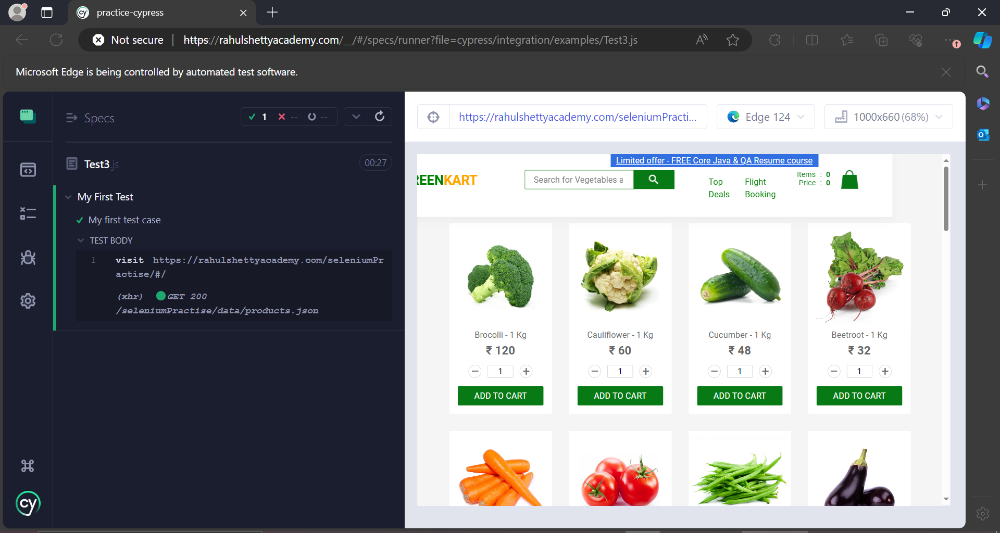 practice-cypress
Not secure
https://rahulshettyacademy.com/__/#/specs/runner?file=cypress/integration/examples/Test3.js
Microsoft Edge is being controlled by automated test software.
Specs
1 -- --
Test3.js
00:27
My First Test
My first test case
TEST BODY
1 visit https://rahulshettyacademy.com/seleniumPr
actise/#/
(xhr) GET 200
/seleniumPractise/data/products.json
cy
https://rahulshettyacademy.com/seleniumPracti...
Edge 124
1000x660 (68%)
Limited offer - FREE Core Java & QA Resume course
REENKART
Search for Vegetables a
Top
Deals
Flight
Booking
Items : 0
Price : 0
Brocolli - 1 Kg
₹ 120
1
ADD TO CART
Cauliflower - 1 Kg
₹ 60
1
ADD TO CART
Cucumber - 1 Kg
₹ 48
1
ADD TO CART
Beetroot - 1 Kg
₹ 32
1
ADD TO CART